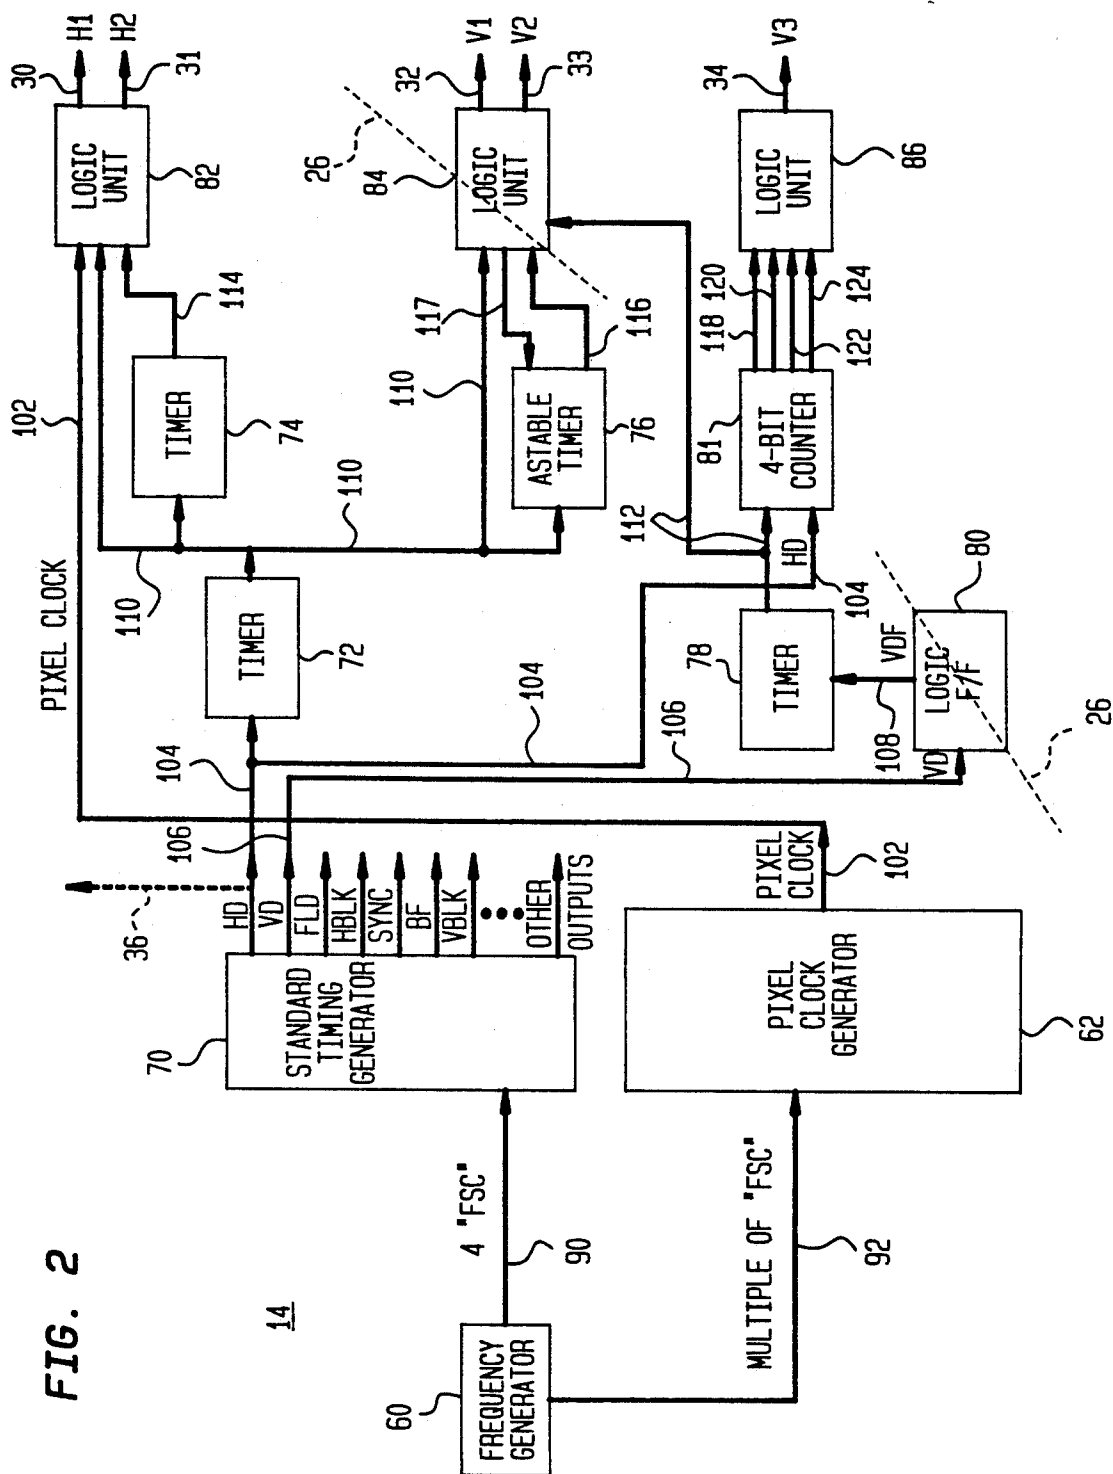 FIG. 2
14
FREQUENCY
GENERATOR
60
4 "FSC"
90
MULTIPLE OF "FSC"
92
STANDARD
TIMING
GENERATOR
70
PIXEL
CLOCK
GENERATOR
62
HD
VD
FLD
HBLK
SYNC
BF
VBLK
OTHER
OUTPUTS
36
PIXEL
CLOCK
102
104
106
104
106
TIMER
72
110
110
PIXEL CLOCK
102
TIMER
74
114
LOGIC
UNIT
82
30
H1
31
H2
110
117
116
ASTABLE
TIMER
76
LOGIC
UNIT
84
26
32
V1
33
V2
VD
LOGIC
F/F
80
26
108
VDF
TIMER
78
112
HD
104
4-BIT
COUNTER
81
118
120
122
124
LOGIC
UNIT
86
34
V3